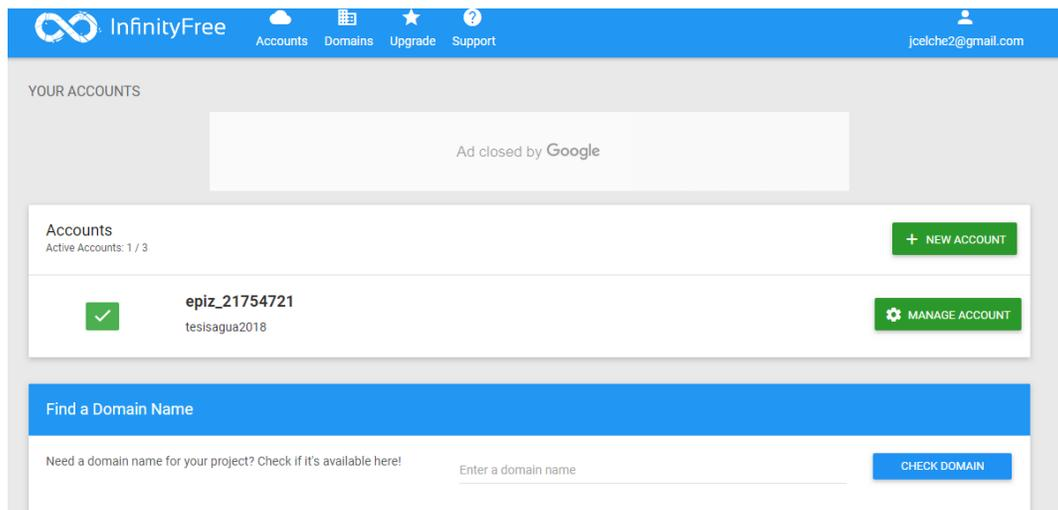 InfinityFree
Accounts Domains Upgrade Support
jcelche2@gmail.com
YOUR ACCOUNTS
Ad closed by Google
Accounts
Active Accounts: 1 / 3
+ NEW ACCOUNT
epiz_21754721
tesisagua2018
MANAGE ACCOUNT
Find a Domain Name
Need a domain name for your project? Check if it's available here!
Enter a domain name
CHECK DOMAIN